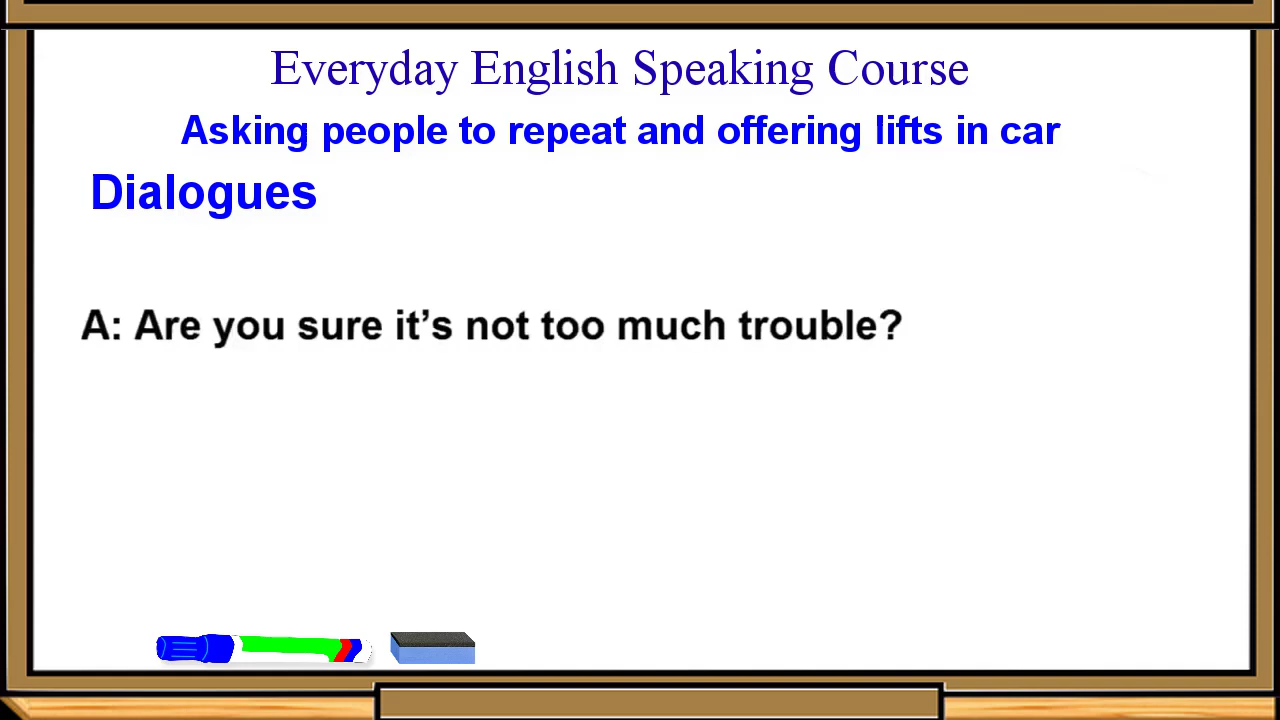 Everyday English Speaking Course
Asking people to repeat and offering lifts in car
Dialogues
A: Are you sure it’s not too much trouble?